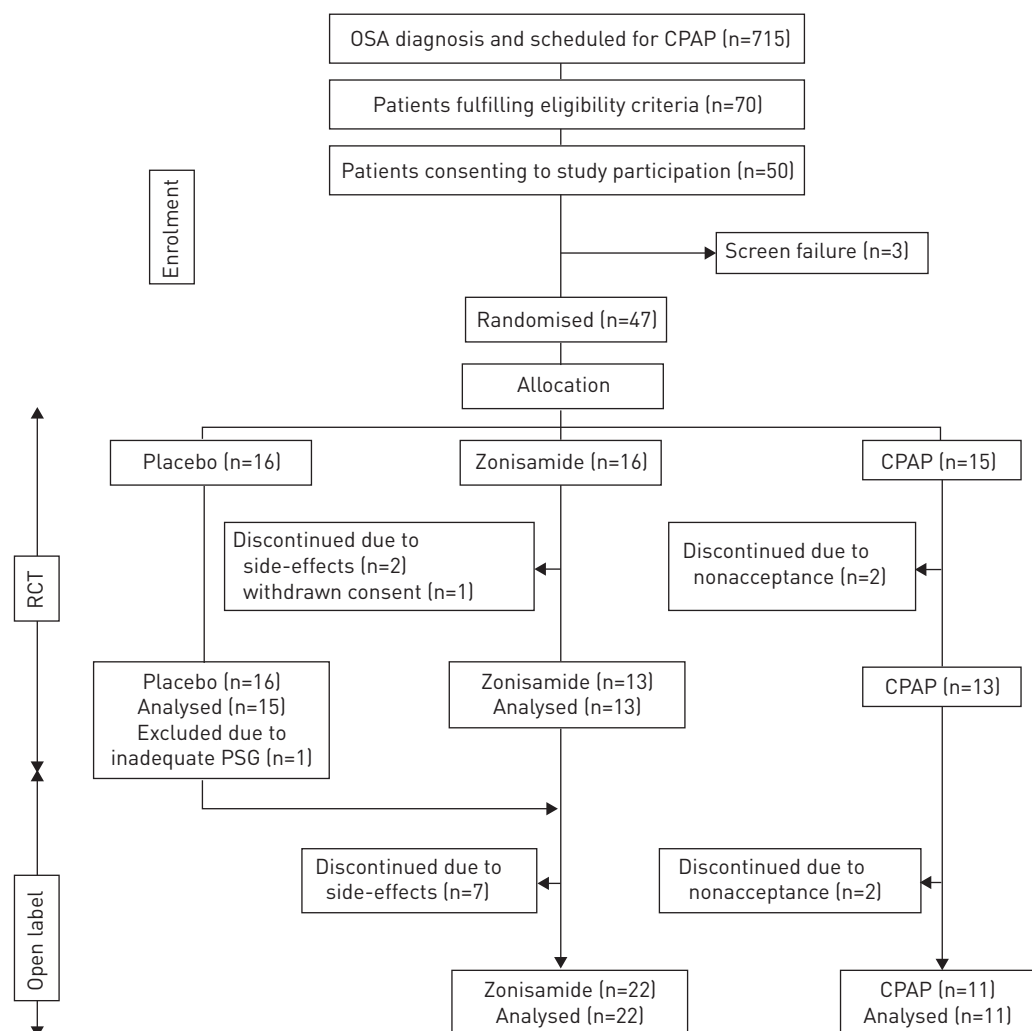 OSA diagnosis and scheduled for CPAP (n=715)
Patients fulfilling eligibility criteria (n=70)
Patients consenting to study participation (n=50)
Enrolment
Screen failure (n=3)
Randomised (n=47)
Allocation
Placebo (n=16)
Zonisamide (n=16)
CPAP (n=15)
RCT
Discontinued due to
side-effects (n=2)
withdrawn consent (n=1)
Discontinued due to
nonacceptance (n=2)
Placebo (n=16)
Analysed (n=15)
Excluded due to
inadequate PSG (n=1)
Zonisamide (n=13)
Analysed (n=13)
CPAP (n=13)
Open label
Discontinued due to
side-effects (n=7)
Discontinued due to
nonacceptance (n=2)
Zonisamide (n=22)
Analysed (n=22)
CPAP (n=11)
Analysed (n=11)